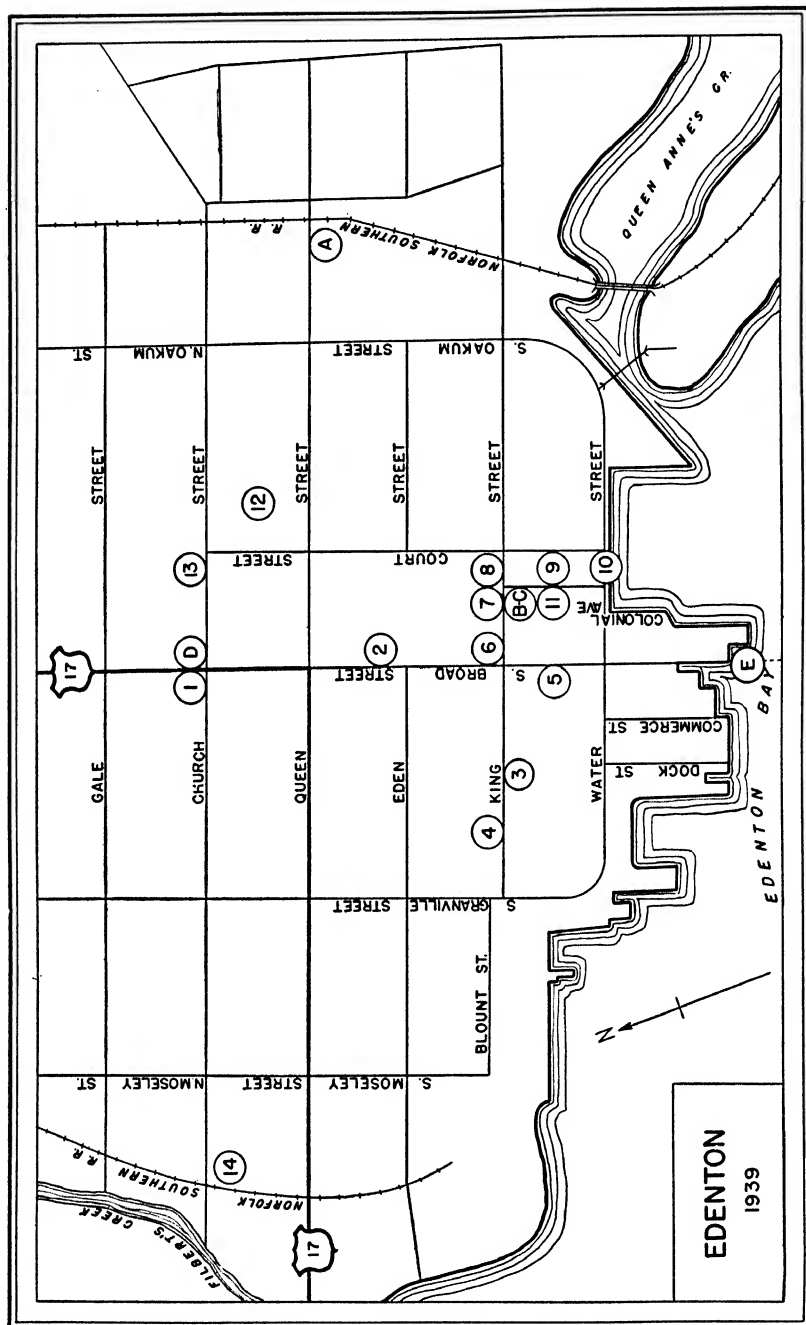 QUEEN ANNE'S CR.
NORFOLK SOUTHERN R. R.
A
N. OAKUM ST.
STREET
S. OAKUM
STREET
STREET
STREET
STREET
STREET
STREET
12
13
COURT STREET
8
9
10
7
B-C
11
COLONIAL AVE
17
D
1
2
6
S. BROAD STREET
5
E
GALE
CHURCH
QUEEN
EDEN
KING
WATER
3
4
COMMERCE ST.
DOCK ST
EDENTON BAY
S GRANVILLE STREET
BLOUNT ST.
N. MOSELEY ST.
STREET
S. MOSELEY
N
14
NORFOLK SOUTHERN R. R.
FILBERT'S CREEK
17
EDENTON
1939